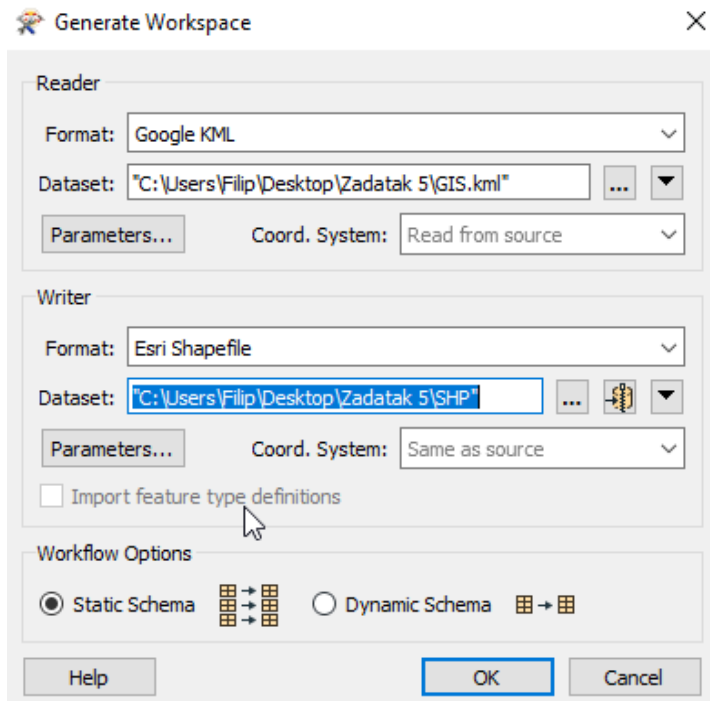 Generate Workspace
Reader
Format: Google KML
Dataset: "C:\Users\Filip\Desktop\Zadatak 5\GIS.kml" ...
Parameters... Coord. System: Read from source
Writer
Format: Esri Shapefile
Dataset: "C:\Users\Filip\Desktop\Zadatak 5\SHP" ...
Parameters... Coord. System: Same as source
Import feature type definitions
Workflow Options
Static Schema Dynamic Schema
Help OK Cancel